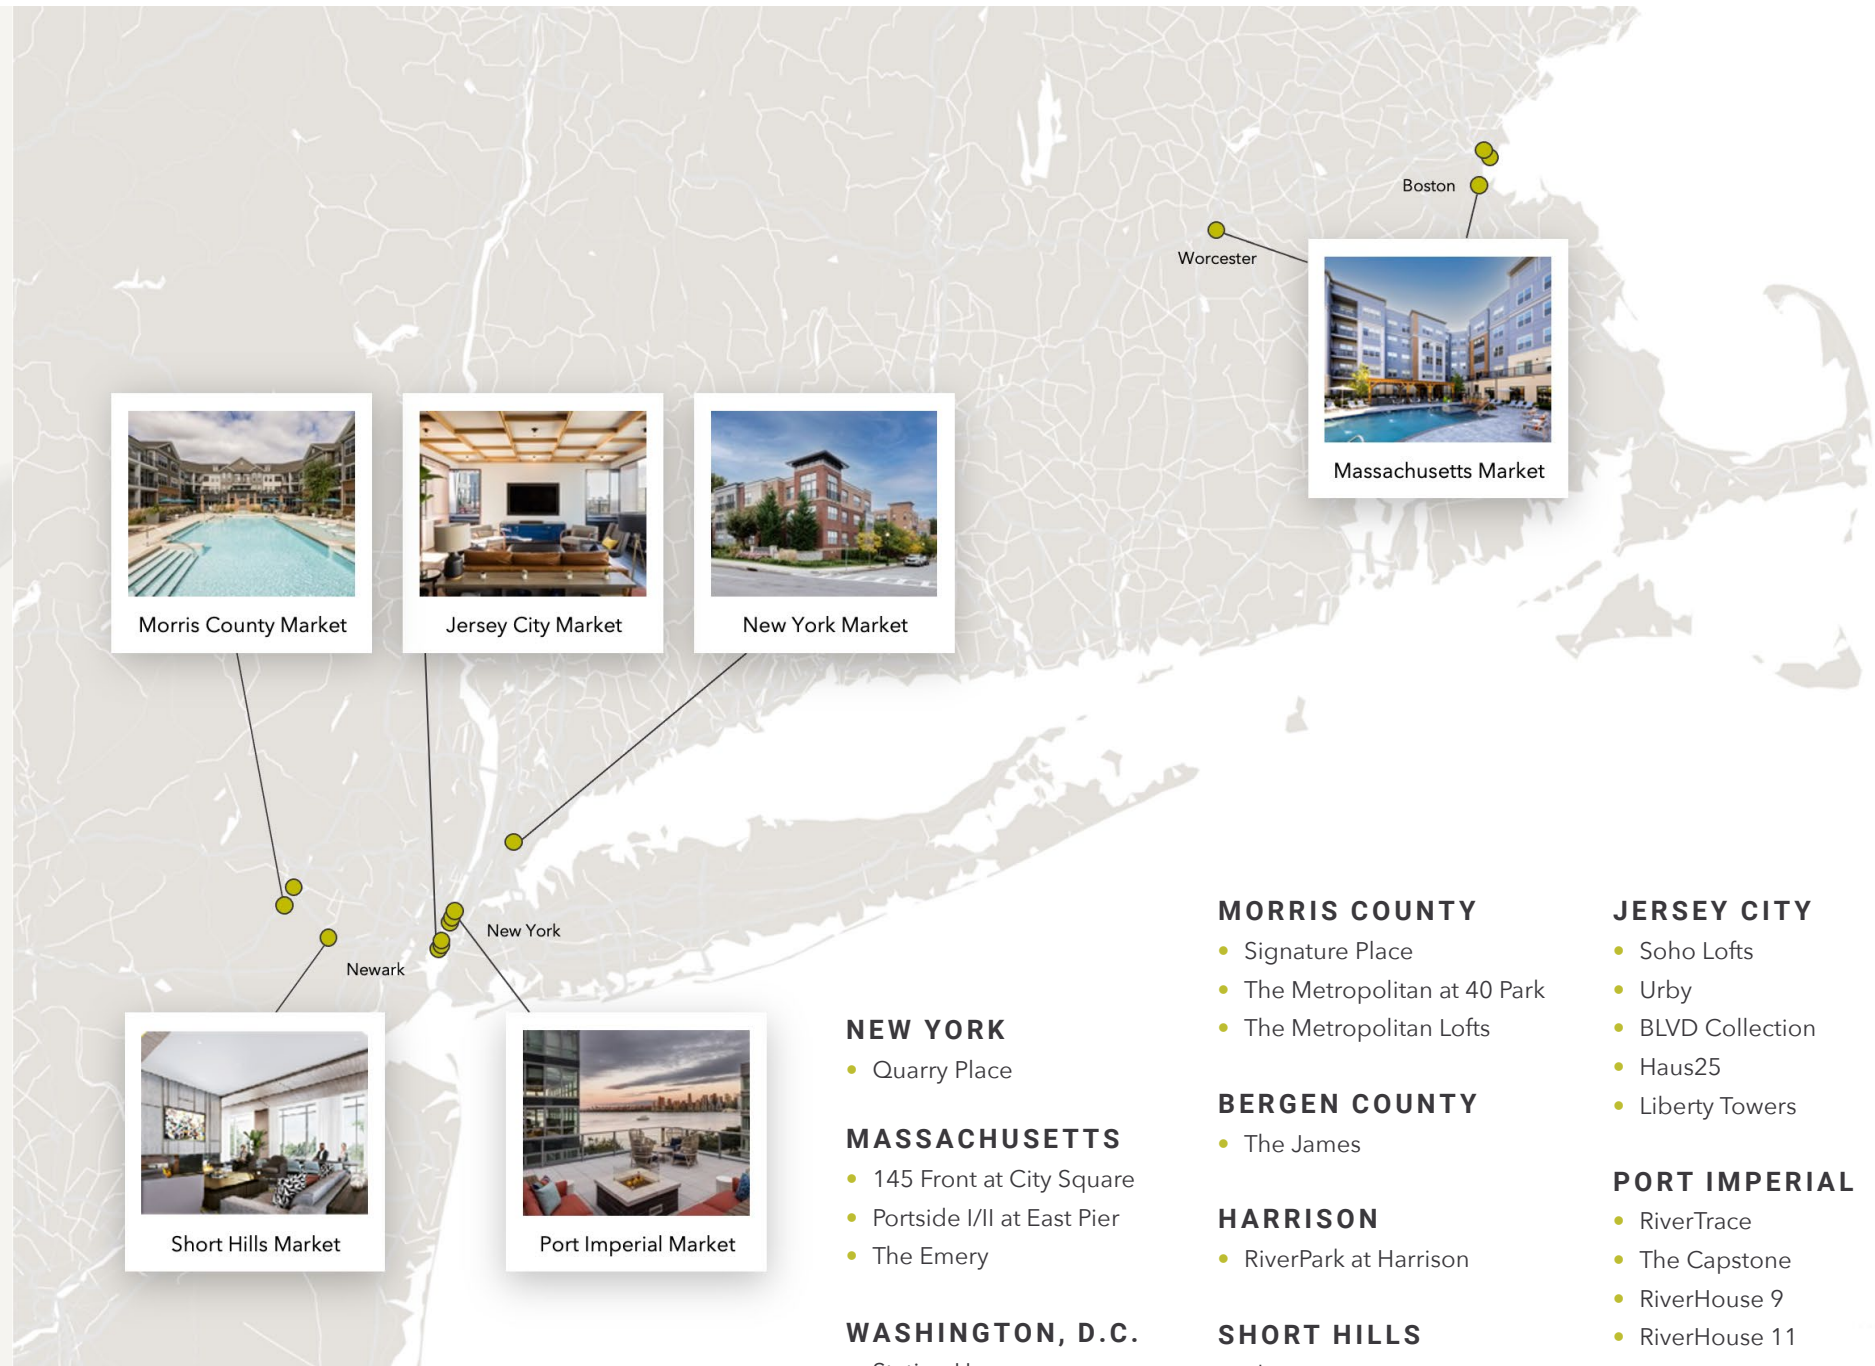 Boston
Worcester
Massachusetts Market
Morris County Market
Jersey City Market
New York Market
New York
Newark
Short Hills Market
Port Imperial Market
NEW YORK
• Quarry Place
MASSACHUSETTS
• 145 Front at City Square
• Portside I/II at East Pier
• The Emery
WASHINGTON, D.C.
MORRIS COUNTY
• Signature Place
• The Metropolitan at 40 Park
• The Metropolitan Lofts
BERGEN COUNTY
• The James
HARRISON
• RiverPark at Harrison
SHORT HILLS
JERSEY CITY
• Soho Lofts
• Urby
• BLVD Collection
• Haus25
• Liberty Towers
PORT IMPERIAL
• RiverTrace
• The Capstone
• RiverHouse 9
• RiverHouse 11